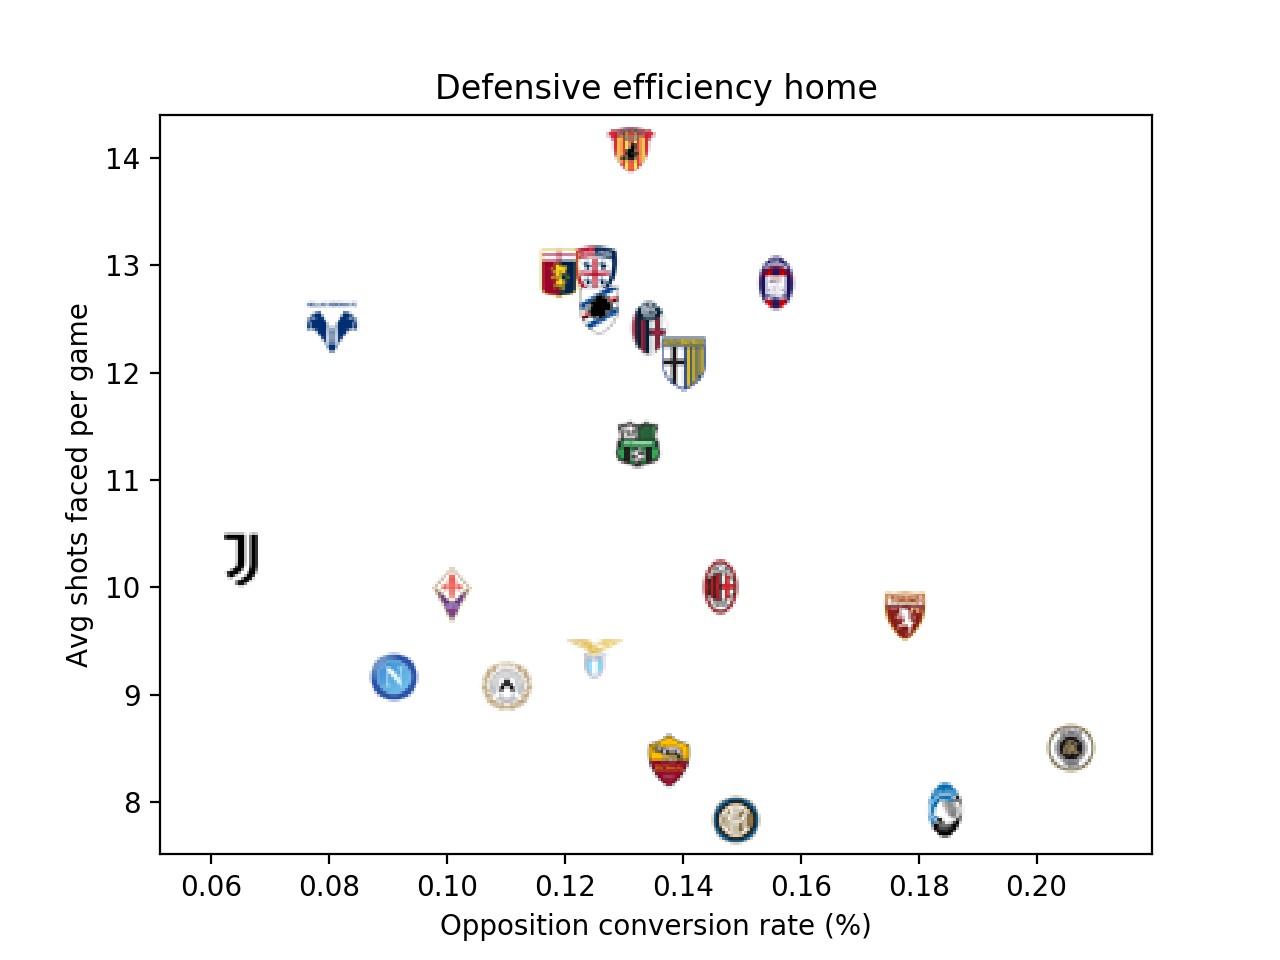 Defensive efficiency home
Avg shots faced per game
14
13
12
11
10
9
8
0.06 0.08 0.10 0.12 0.14 0.16 0.18 0.20
Opposition conversion rate (%)
TORINO
N